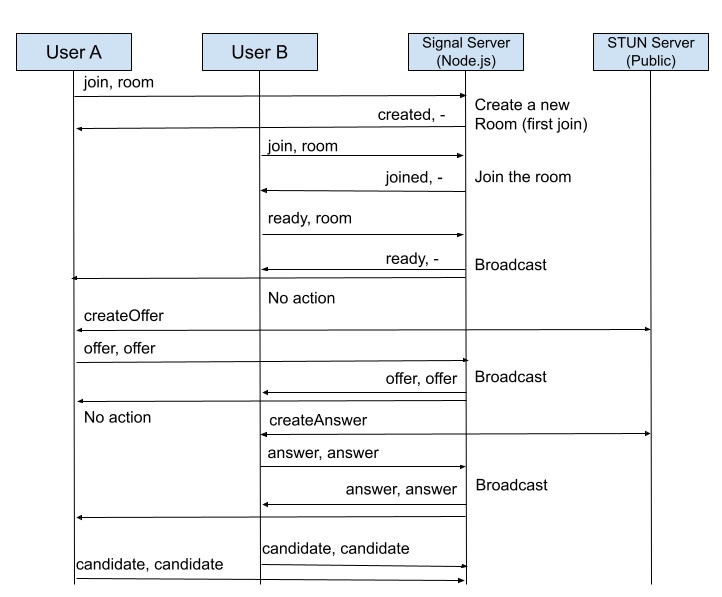 User A
User B
Signal Server
(Node.js)
STUN Server
(Public)
join, room
created, -
Create a new
Room (first join)
join, room
joined, -
Join the room
ready, room
ready, -
Broadcast
No action
createOffer
offer, offer
offer, offer
Broadcast
No action
createAnswer
answer, answer
answer, answer
Broadcast
candidate, candidate
candidate, candidate